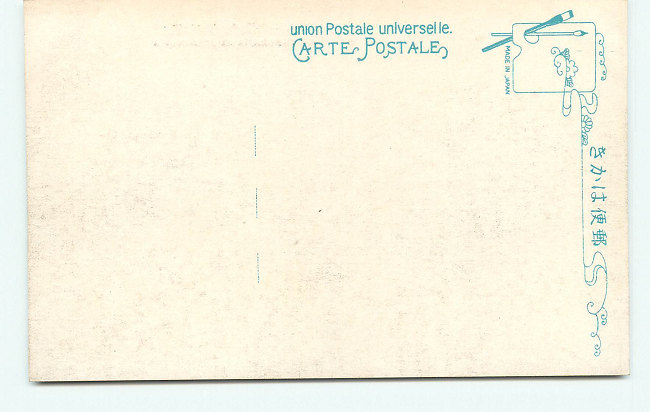 union Postale universelle.
CARTE POSTALE
MADE IN JAPAN
きかは便郵